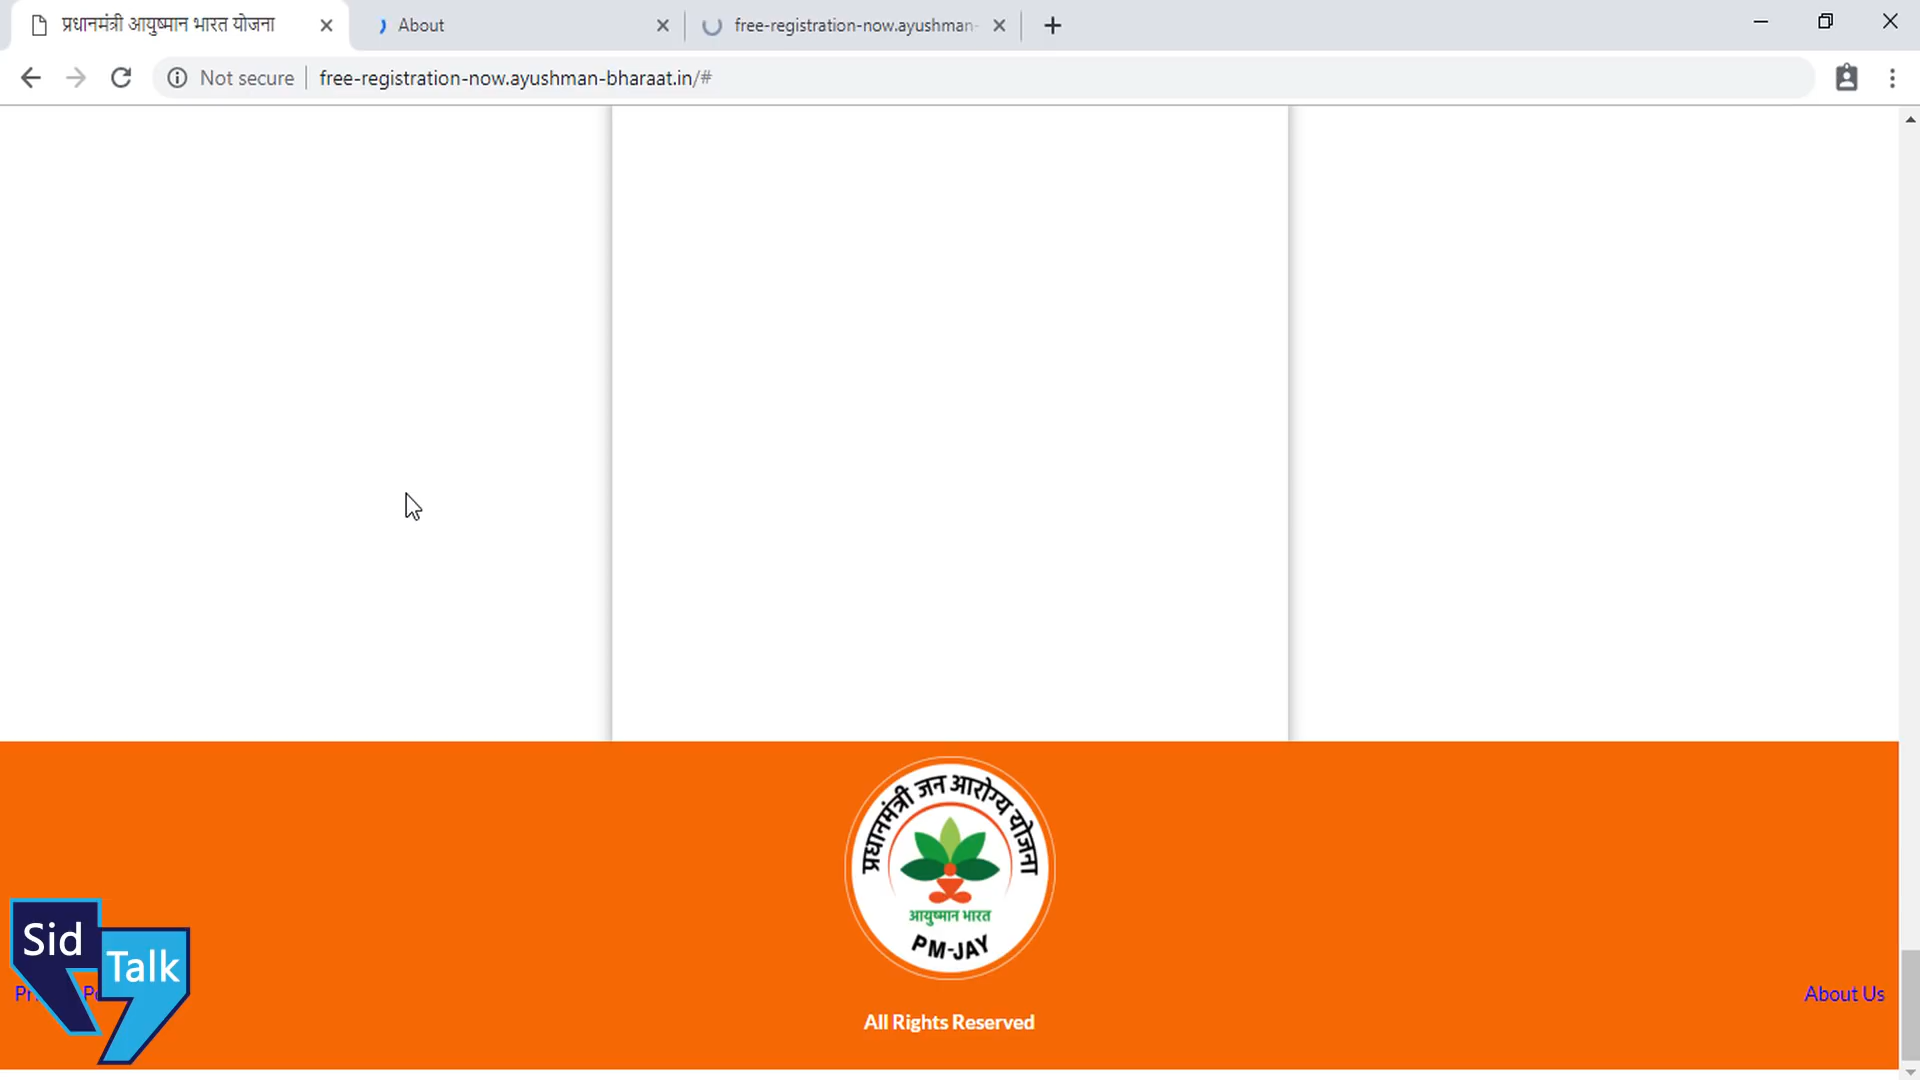 प्रधानमंत्री आयुष्मान भारत योजना
About
free-registration-now.ayushman-
Not secure
free-registration-now.ayushman-bharaat.in/#
प्रधानमंत्री जन आरोग्य योजना
आयुष्मान भारत
PM-JAY
Sid
Talk
About Us
All Rights Reserved